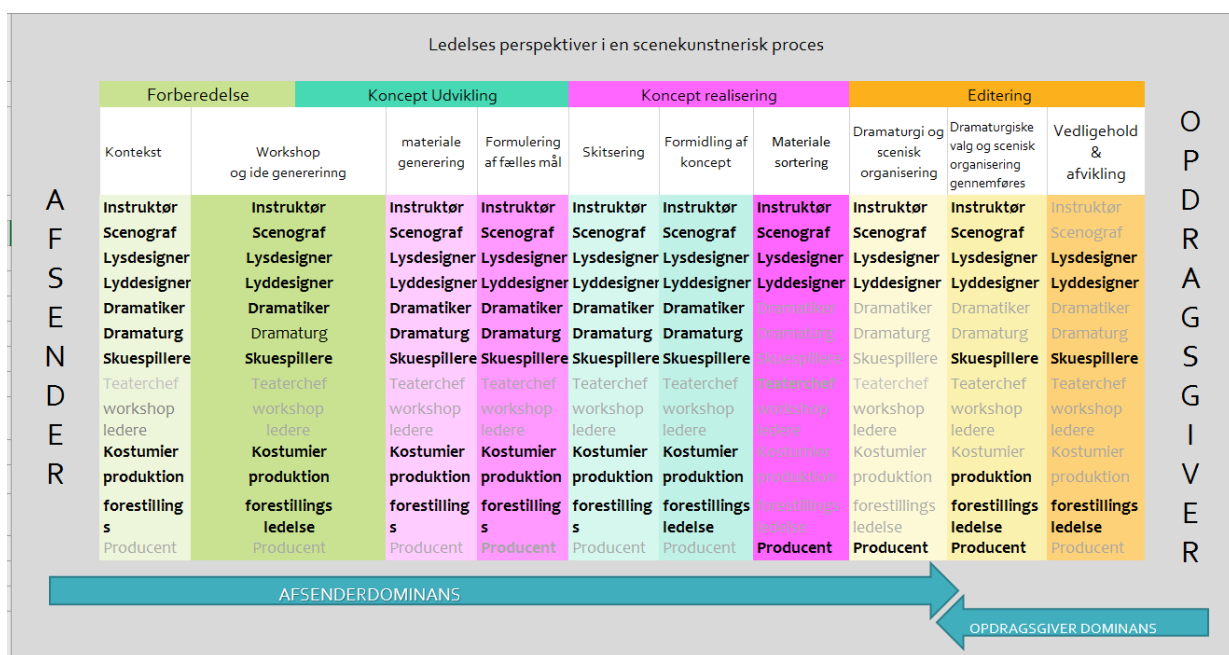 Ledelses perspektiver i en scenekunstnerisk proces
Forberedelse Koncept Udvikling Koncept realisering Editering
Kontekst
Workshop
og ide genererinng
materiale
generering
Formulering
af fælles mål
Skitsering
Formidling af
koncept
Materiale
sortering
Dramaturgi og
scenisk
organisering
Dramaturgiske
valg og scenisk
organisering
gennemføres
Vedligehold
&
afvikling
AFSENDER
Instruktør Instruktør Instruktør Instruktør Instruktør Instruktør Instruktør Instruktør Instruktør Instruktør
Scenograf Scenograf Scenograf Scenograf Scenograf Scenograf Scenograf Scenograf Scenograf Scenograf
Lysdesigner Lysdesigner Lysdesigner Lysdesigner Lysdesigner Lysdesigner Lysdesigner Lysdesigner Lysdesigner Lysdesigner
Lyddesigner Lyddesigner Lyddesigner Lyddesigner Lyddesigner Lyddesigner Lyddesigner Lyddesigner Lyddesigner Lyddesigner
Dramatiker Dramatiker Dramatiker Dramatiker Dramatiker Dramatiker Dramatiker Dramatiker Dramatiker Dramatiker
Dramaturg Dramaturg Dramaturg Dramaturg Dramaturg Dramaturg Dramaturg Dramaturg Dramaturg Dramaturg
Skuespillere Skuespillere Skuespillere Skuespillere Skuespillere Skuespillere Skuespillere Skuespillere Skuespillere Skuespillere
Teaterchef Teaterchef Teaterchef Teaterchef Teaterchef Teaterchef Teaterchef Teaterchef Teaterchef Teaterchef
workshop workshop workshop workshop workshop workshop workshop workshop workshop workshop
ledere ledere ledere ledere ledere ledere ledere ledere ledere ledere
Kostumier Kostumier Kostumier Kostumier Kostumier Kostumier Kostumier Kostumier Kostumier Kostumier
produktion produktion produktion produktion produktion produktion produktion produktion produktion produktion
forestilling forestillings forestilling forestilling forestilling forestillings forestillings forestillings forestillings forestillings
s ledelse s s s ledelse ledelse ledelse ledelse ledelse
Producent Producent Producent Producent Producent Producent Producent Producent Producent Producent
OPDRAGSGIVER
AFSENDERDOMINANS
OPDRAGSGIVER DOMINANS